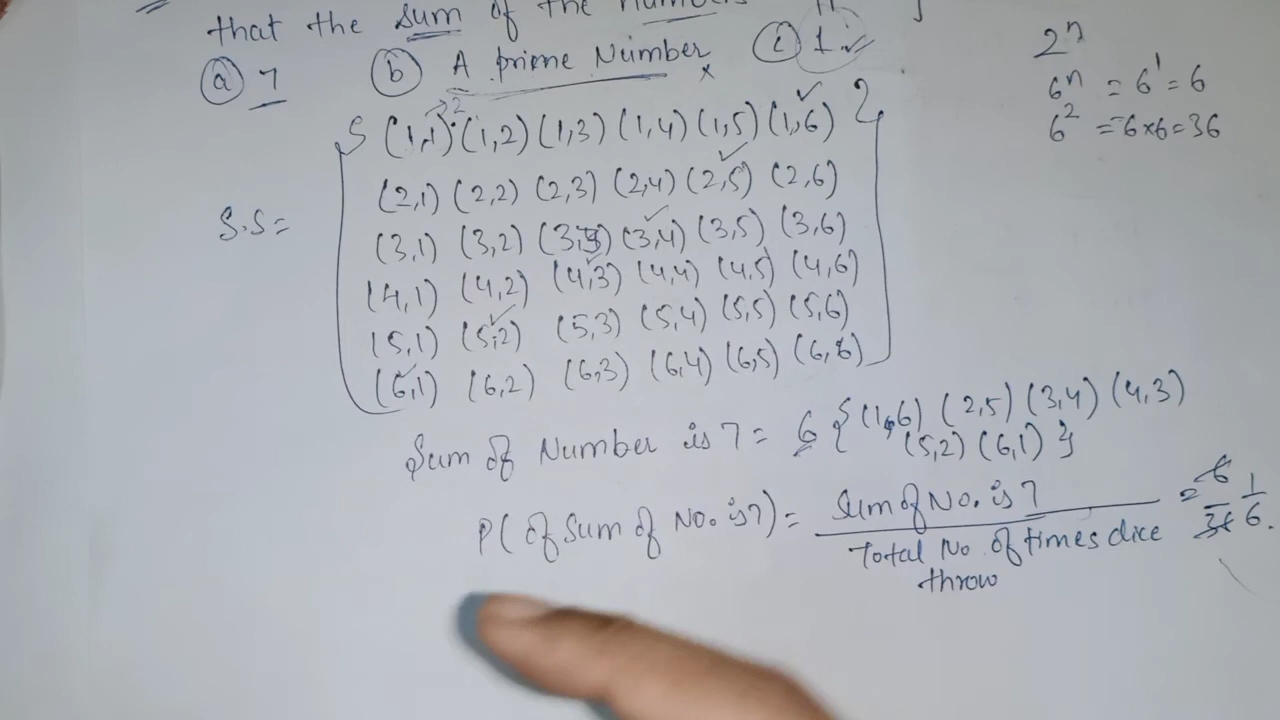 that the sum of the numbers
(a) 7 (b) A prime Number x (c) 1 ✓
2ⁿ
6ⁿ = 6¹ = 6
6² = 6×6 = 36
S.S =
{ (1,1) 2 (1,2) (1,3) (1,4) (1,5) (1,6) }
(2,1) (2,2) (2,3) (2,4) (2,5) (2,6)
(3,1) (3,2) (3,3) (3,4) (3,5) (3,6)
(4,1) (4,2) (4,3) (4,4) (4,5) (4,6)
(5,1) (5,2) (5,3) (5,4) (5,5) (5,6)
(6,1) (6,2) (6,3) (6,4) (6,5) (6,6)
Sum of Number is 7 = 6 { (1,6) (2,5) (3,4) (4,3)
(5,2) (6,1) }
P( of Sum of No. is 7) = Sum of No. is 7 / Total No. of times dice throw = 6/36 1/6.